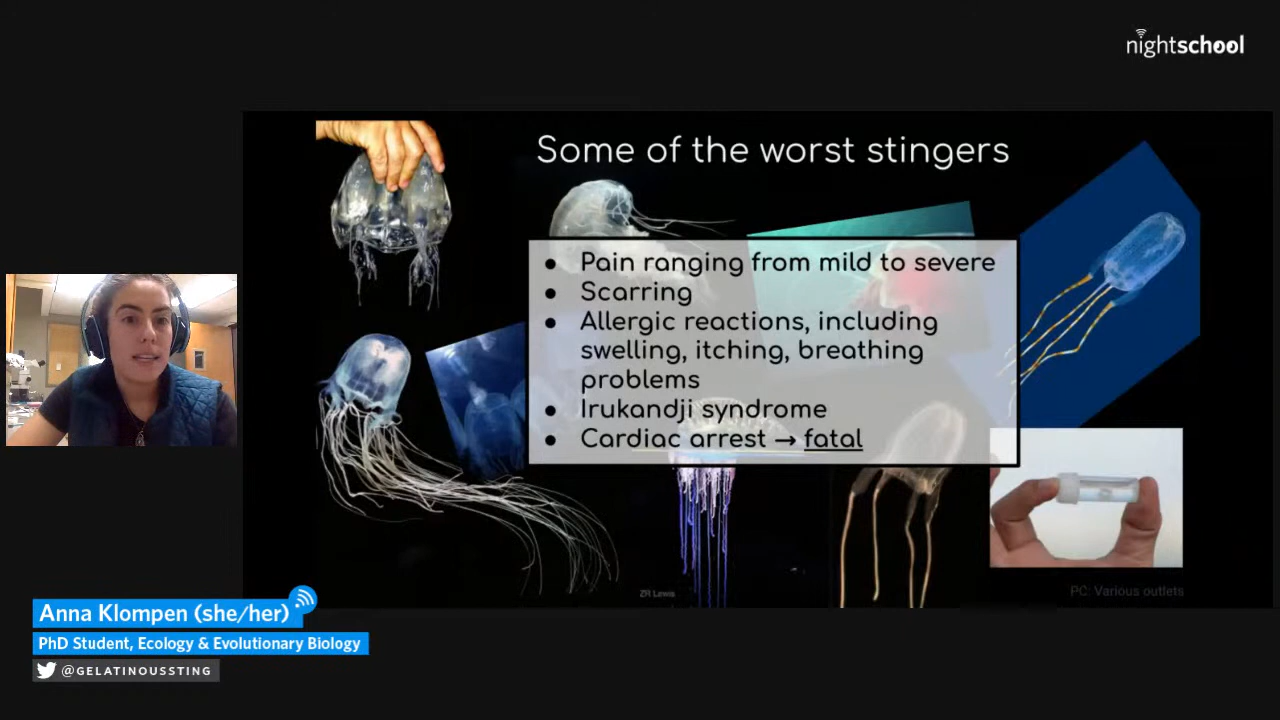 nightschool
Some of the worst stingers
● Pain ranging from mild to severe
● Scarring
● Allergic reactions, including
swelling, itching, breathing
problems
● Irukandji syndrome
● Cardiac arrest → fatal
ZR Lewis
PC: Various outlets
Anna Klompen (she/her)
PhD Student, Ecology & Evolutionary Biology
@GELATINOUSSTING